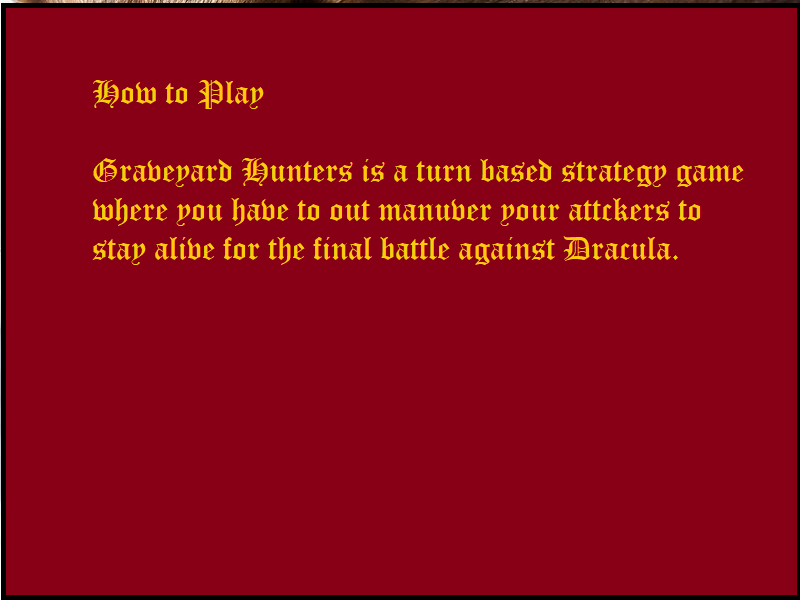 How to Play
Graveyard Hunters is a turn based strategy game
where you have to out manuver your attckers to
stay alive for the final battle against Dracula.